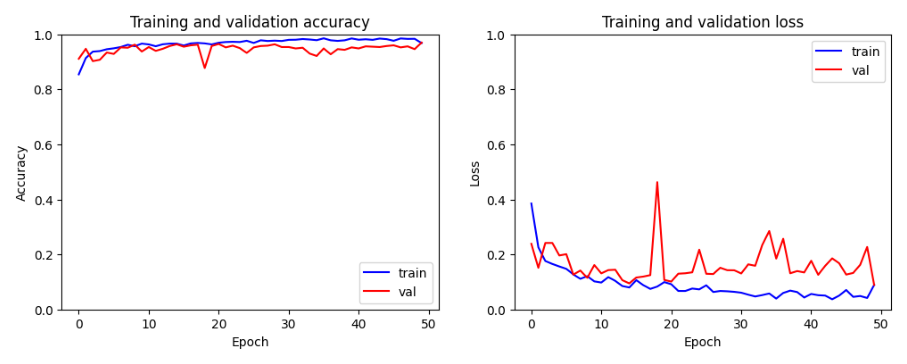 Training and validation accuracy
1.0
0.8
0.6
0.4
0.2
0.0
Accuracy
0
10
20
30
40
50
Epoch
train
val
Training and validation loss
1.0
0.8
0.6
0.4
0.2
0.0
Loss
0
10
20
30
40
50
Epoch
train
val